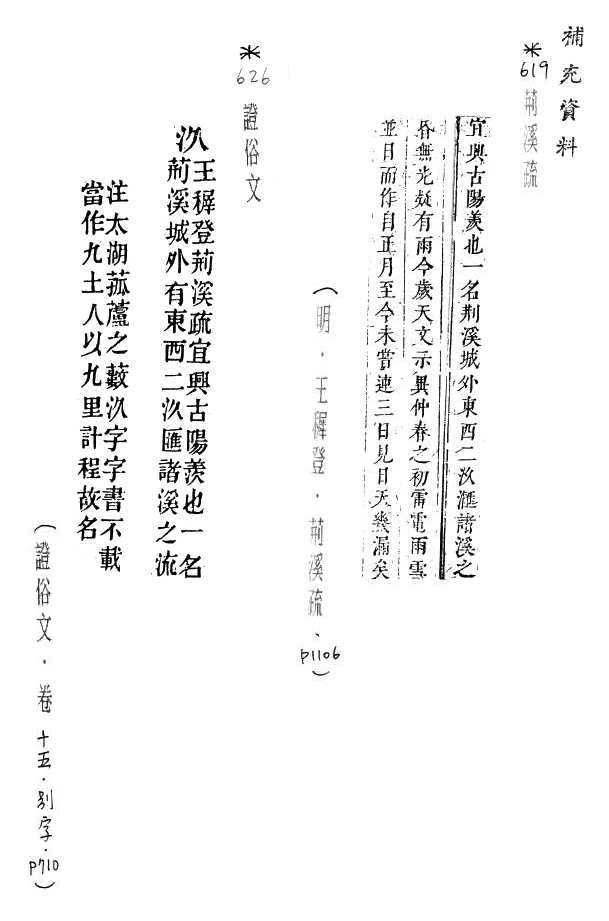 補充資料
*
619
荊溪疏
宜興古陽羨也一名荆溪城外東西二氿滙諸溪之
昏無光疑有雨今歲天文示異仲春之初雷電雨雪
並日而作自正月至今未嘗連三日見日天幾漏矣
(明.王穉登.荊溪疏、
P1106)
*
626
證俗文
氿王穉登荊溪疏宜興古陽羨也一名
荊溪城外有東西二氿匯諸溪之流
注太湖菰蘆之藪氿字字書不載
當作九土人以九里計程故名
(證俗文.卷十五.別字.
P710)